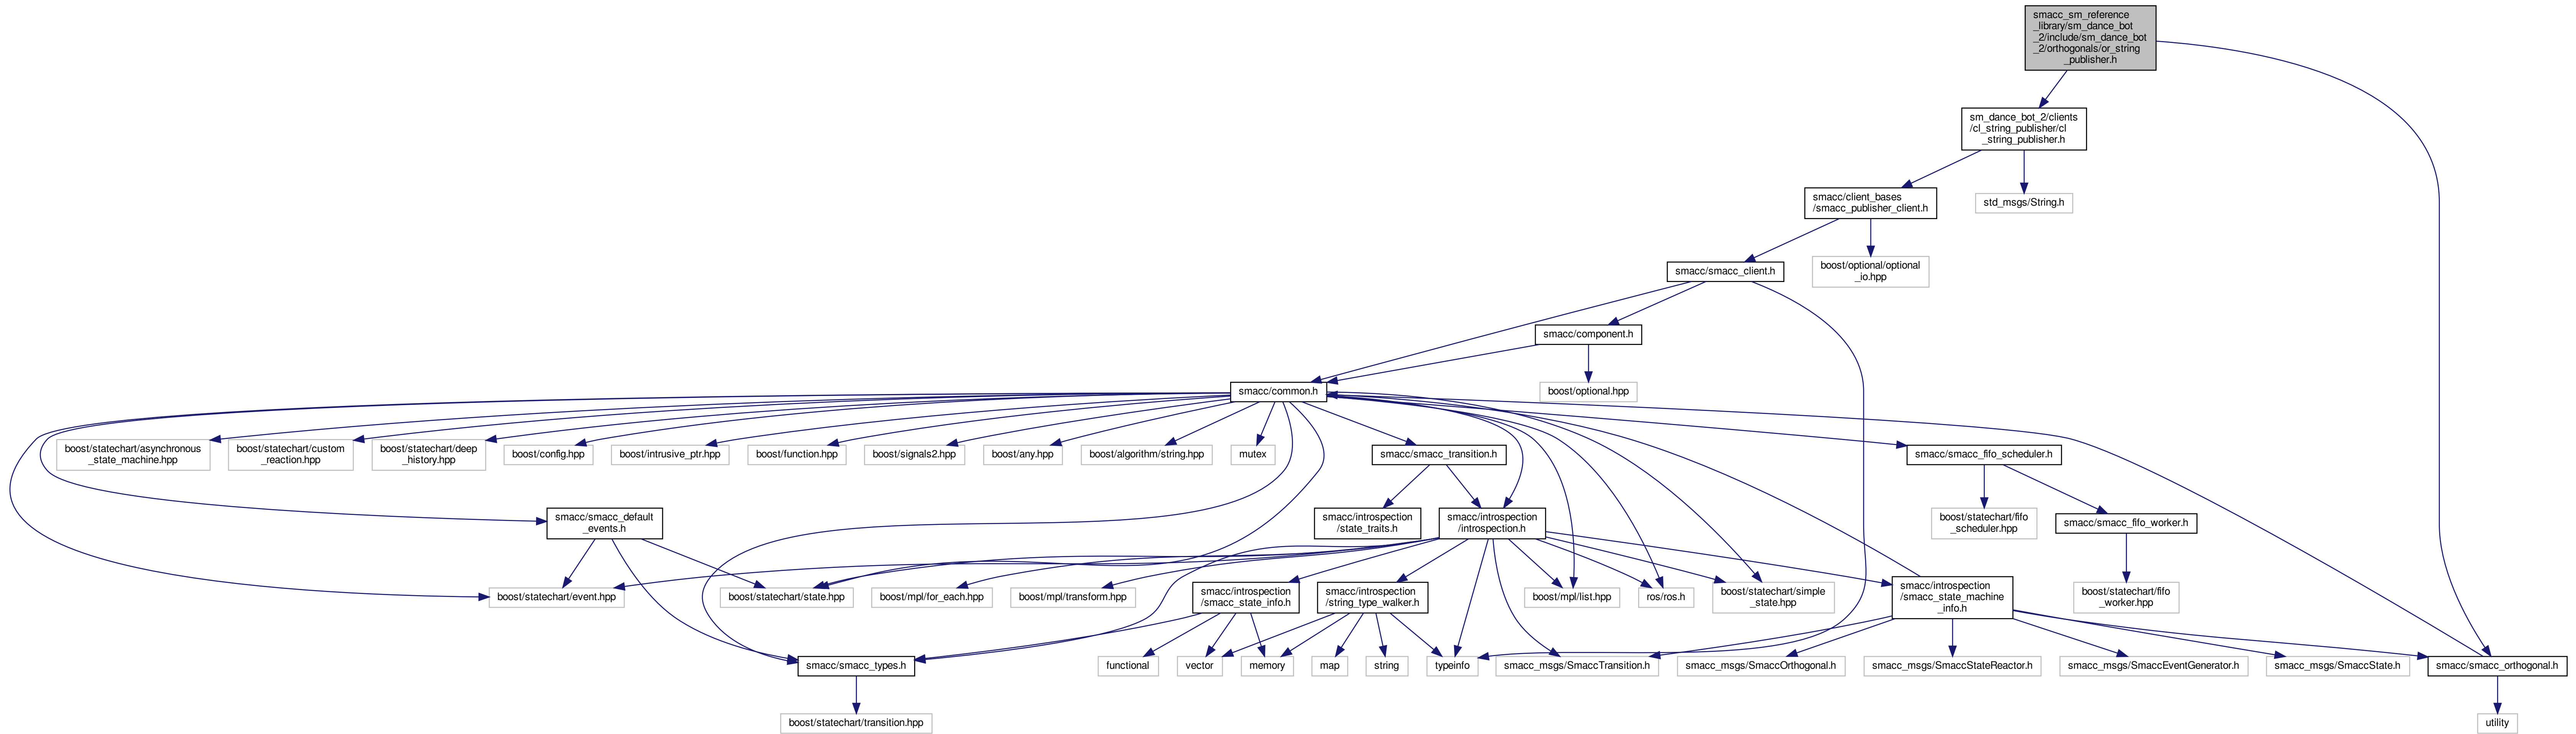 smacc_sm_reference
_library/sm_dance_bot
_2/include/sm_dance_bot
_2/orthogonals/or_string
_publisher.h
sm_dance_bot_2/clients
/cl_string_publisher/cl
_string_publisher.h
smacc/client_bases
/smacc_publisher_client.h
std_msgs/String.h
smacc/smacc_client.h
boost/optional/optional
_io.hpp
smacc/component.h
smacc/common.h
boost/optional.hpp
boost/statechart/asynchronous
_state_machine.hpp
boost/statechart/custom
_reaction.hpp
boost/statechart/deep
_history.hpp
boost/config.hpp
boost/intrusive_ptr.hpp
boost/function.hpp
boost/signals2.hpp
boost/any.hpp
boost/algorithm/string.hpp
mutex
smacc/smacc_transition.h
smacc/smacc_fifo_scheduler.h
smacc/smacc_default
_events.h
smacc/introspection
/state_traits.h
smacc/introspection
/introspection.h
boost/statechart/fifo
_scheduler.hpp
smacc/smacc_fifo_worker.h
boost/statechart/event.hpp
boost/statechart/state.hpp
boost/mpl/for_each.hpp
boost/mpl/transform.hpp
smacc/introspection
/smacc_state_info.h
smacc/introspection
/string_type_walker.h
boost/mpl/list.hpp
ros/ros.h
boost/statechart/simple
_state.hpp
smacc/introspection
/smacc_state_machine
_info.h
boost/statechart/fifo
_worker.hpp
smacc/smacc_types.h
functional
vector
memory
map
string
typeinfo
smacc_msgs/SmaccTransition.h
smacc_msgs/SmaccOrthogonal.h
smacc_msgs/SmaccStateReactor.h
smacc_msgs/SmaccEventGenerator.h
smacc_msgs/SmaccState.h
smacc/smacc_orthogonal.h
boost/statechart/transition.hpp
utility